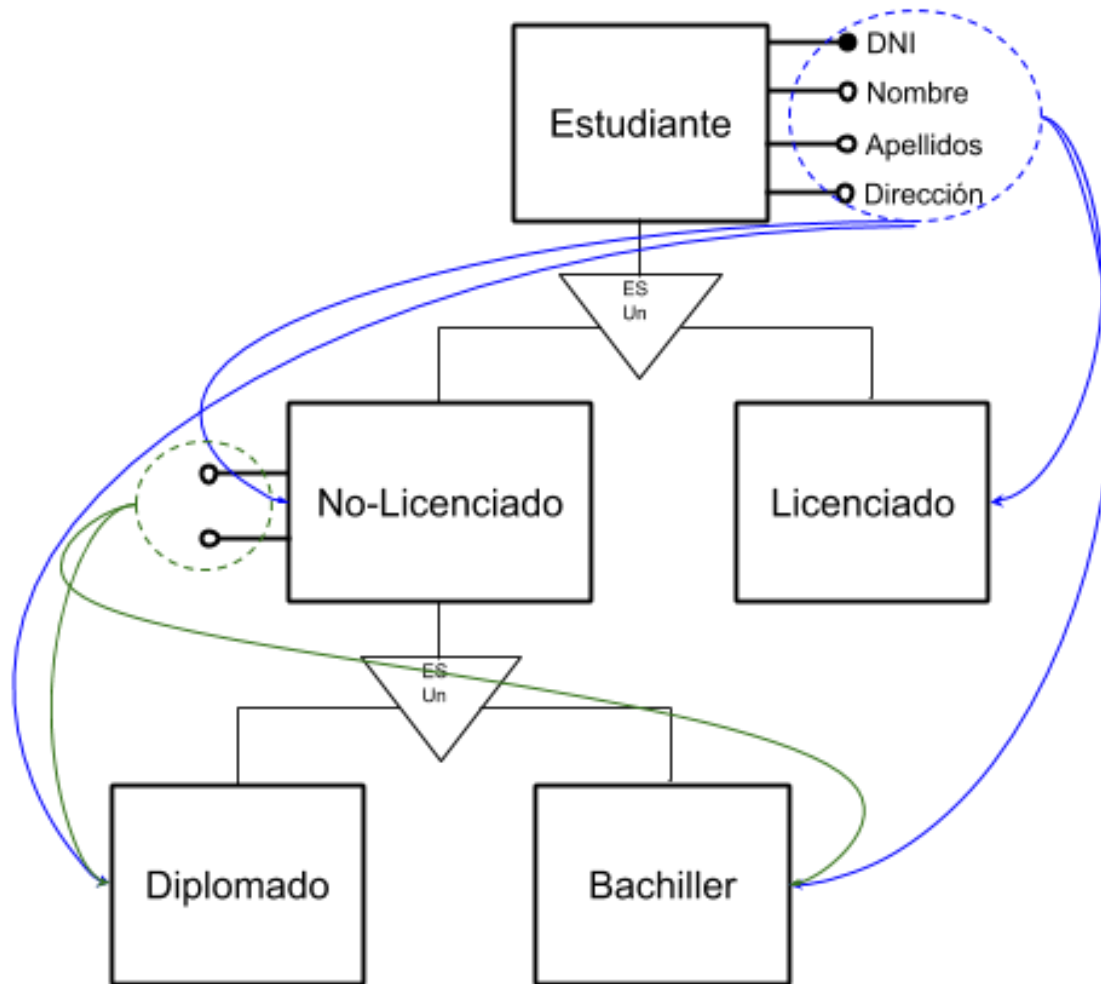 DNI
Nombre
Estudiante
Apellidos
Dirección
ES
Un
No-Licenciado
Licenciado
ES
Un
Diplomado
Bachiller